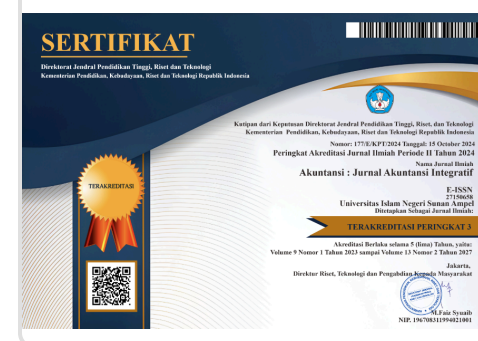 SERTIFIKAT
Direktorat Jendral Pendidikan Tinggi, Riset dan Teknologi
Kementerian Pendidikan, Kebudayaan, Riset dan Teknologi Republik Indonesia
Kutipan dari Keputusan Direktorat Jendral Pendidikan Tinggi, Riset, dan Teknologi
Kementerian Pendidikan, Kebudayaan, Riset dan Teknologi Republik Indonesia
Nomor: 177/E/KPT/2024 Tanggal: 15 October 2024
Peringkat Akreditasi Jurnal Ilmiah Periode II Tahun 2024
Nama Jurnal Ilmiah
Akuntansi : Jurnal Akuntansi Integratif
E-ISSN
27150658
Universitas Islam Negeri Sunan Ampel
Ditetapkan Sebagai Jurnal Ilmiah:
TERAKREDITASI
TERAKREDITASI PERINGKAT 3
Akreditasi Berlaku selama 5 (lima) Tahun, yaitu:
Volume 9 Nomor 1 Tahun 2023 sampai Volume 13 Nomor 2 Tahun 2027
Jakarta,
Direktur Riset, Teknologi dan Pengabdian Kepada Masyarakat
M.Faiz Syuaib
NIP. 196708311994021001